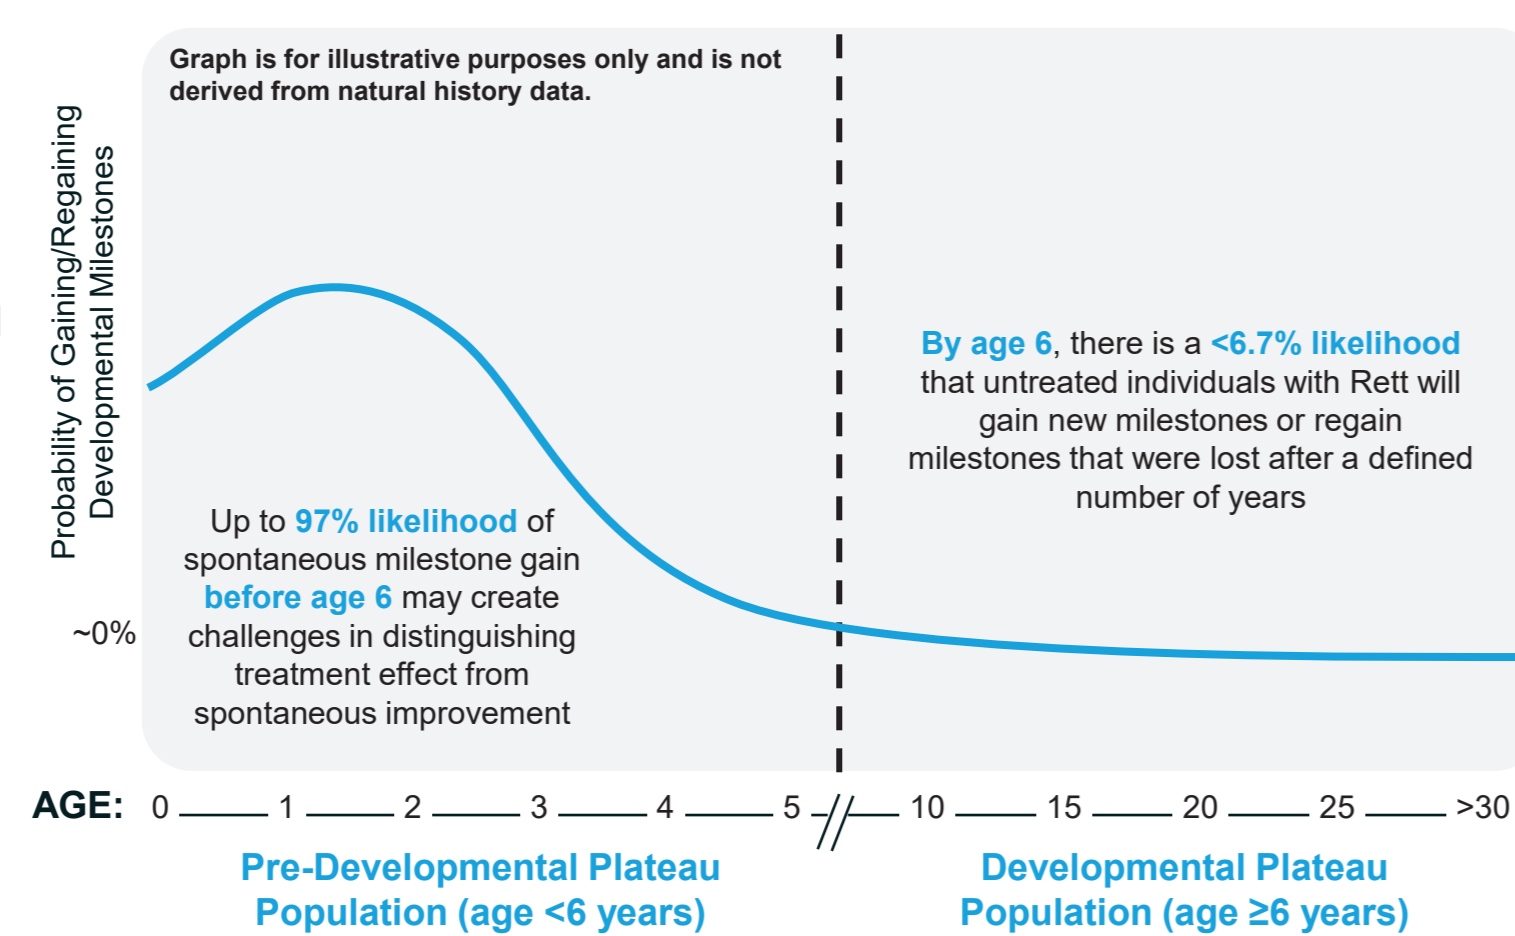 Graph is for illustrative purposes only and is not
derived from natural history data.
Probability of Gaining/Regaining
Developmental Milestones
~0%
Up to 97% likelihood of
spontaneous milestone gain
before age 6 may create
challenges in distinguishing
treatment effect from
spontaneous improvement
By age 6, there is a <6.7% likelihood
that untreated individuals with Rett will
gain new milestones or regain
milestones that were lost after a defined
number of years
AGE: 0 1 2 3 4 5 10 15 20 25 >30
Pre-Developmental Plateau
Population (age <6 years)
Developmental Plateau
Population (age ≥6 years)